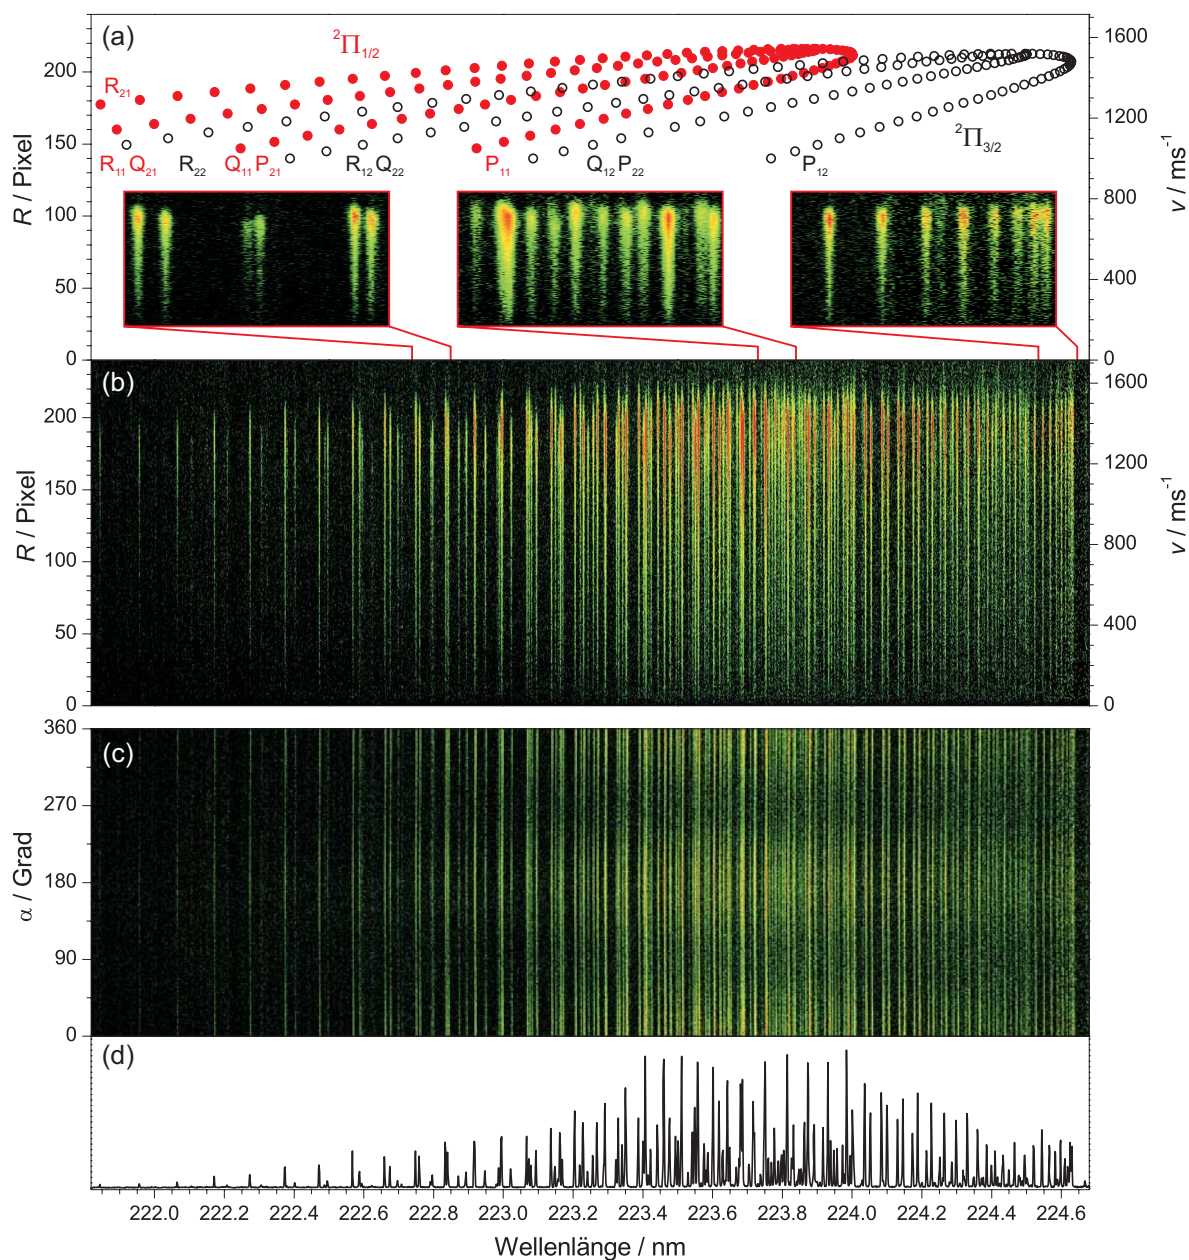 (a)
²Π₁/₂
R₂₁
R₁₁ Q₂₁
R₂₂
Q₁₁ P₂₁
R₁₂ Q₂₂
P₁₁
Q₁₂ P₂₂
P₁₂
²Π₃/₂
R / Pixel
200
150
100
50
0
v / ms⁻¹
1600
1200
800
400
0
(b)
R / Pixel
200
150
100
50
0
v / ms⁻¹
1600
1200
800
400
0
(c)
α / Grad
360
270
180
90
0
(d)
222.0 222.2 222.4 222.6 222.8 223.0 223.2 223.4 223.6 223.8 224.0 224.2 224.4 224.6
Wellenlänge / nm